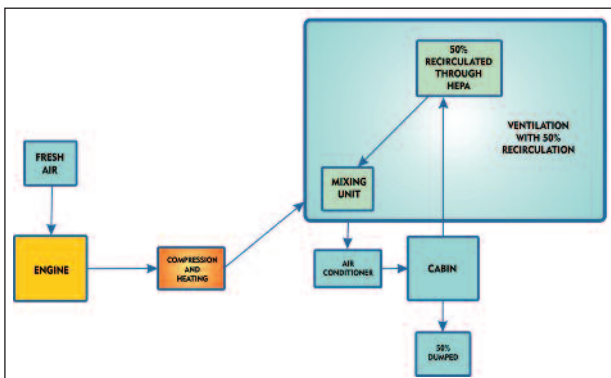 50%
RECIRCULATED
THROUGH
HEPA
VENTILATION
WITH 50%
RECIRCULATION
FRESH
AIR
MIXING
UNIT
ENGINE
COMPRESSION
AND
HEATING
AIR
CONDITIONER
CABIN
50%
DUMPED